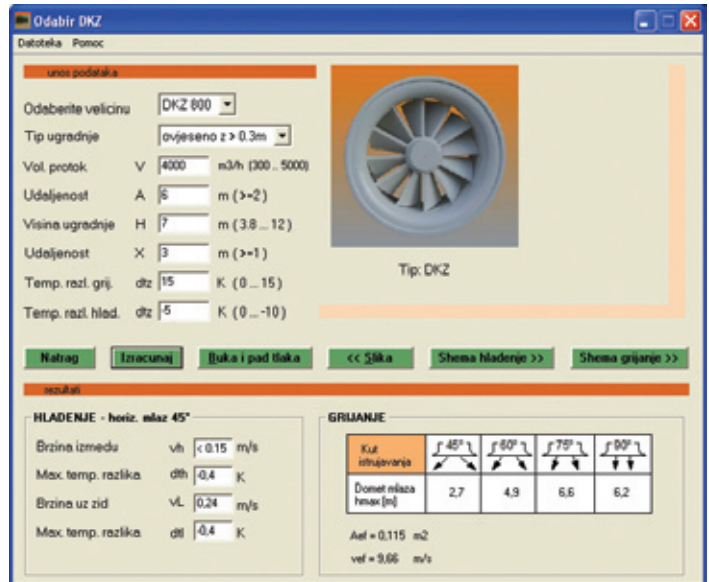 Odabir DKZ
Datoteka Pomoc
unos podataka
Odaberite velicinu DKZ 800
Tip ugradnje ovjeseno z > 0.3m
Vol. protok V 4000 m3/h (300 .. 5000)
Udaljenost A 6 m (>=2)
Visina ugradnje H 7 m (3.8 ... 12)
Udaljenost X 3 m (>=1)
Temp. razl. grij. dtz 15 K (0 ... 15)
Temp. razl. hlad. dtz -5 K (0 ... -10)
Tip: DKZ
Natrag Izracunaj Buka i pad tlaka << Slika Shema hladenje >> Shema grijanje >>
rezultati
HLADENJE - horiz. mlaz 45°
Brzina izmedu vh < 0.15 m/s
Max. temp. razlika dth -0,4 K
Brzina uz zid vL 0,24 m/s
Max. temp. razlika dtl -0,4 K
GRIJANJE
Kut istrujavanja 45° 60° 75° 90°
Domet mlaza hmax [m] 2,7 4,9 6,6 6,2
Aef = 0,115 m2
vef = 9,66 m/s